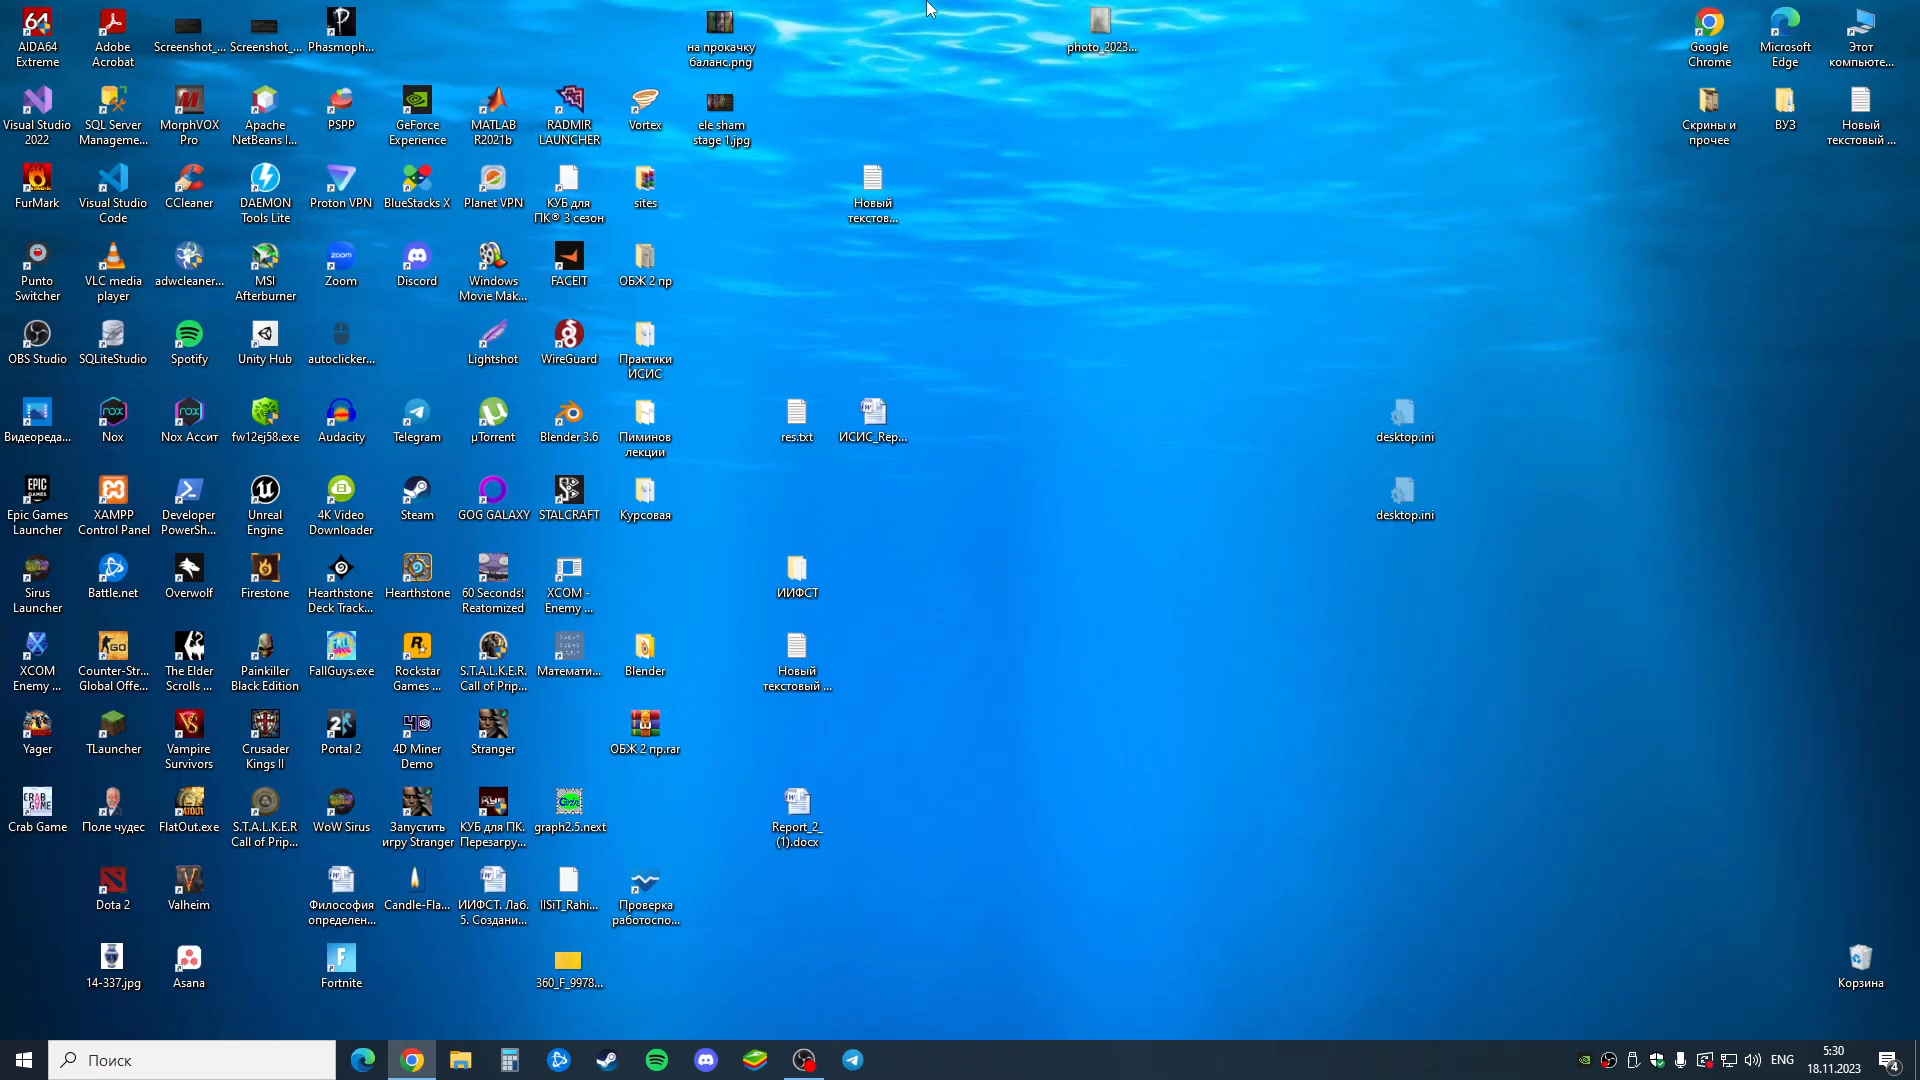 AIDA64
Extreme
Adobe
Acrobat
Screenshot_...
Screenshot_...
Phasmoph...
на прокачку
баланс.png
photo_2023...
Google
Chrome
Microsoft
Edge
Этот
компьюте...
Visual Studio
2022
SQL Server
Manageme...
MorphVOX
Pro
Apache
NetBeans I...
PSPP
GeForce
Experience
MATLAB
R2021b
RADMIR
LAUNCHER
Vortex
ele sham
stage 1.jpg
Скрины и
прочее
ВУЗ
Новый
текстовый ...
FurMark
Visual Studio
Code
CCleaner
DAEMON
Tools Lite
Proton VPN
BlueStacks X
Planet VPN
КУБ для
ПК® 3 сезон
sites
Новый
текстов...
Punto
Switcher
VLC media
player
adwcleaner...
MSI
Afterburner
zoom
Zoom
Discord
Windows
Movie Mak...
FACEIT
ОБЖ 2 пр
OBS Studio
SQLiteStudio
Spotify
Unity Hub
autoclicker...
Lightshot
WireGuard
Практики
ИСИС
Видеореда...
nox
Nox
nox
Nox Ассит
fw12ej58.exe
Audacity
Telegram
µTorrent
Blender 3.6
Пиминов
лекции
res.txt
ИСИС_Rep...
desktop.ini
EPIC
GAMES
Epic Games
Launcher
XAMPP
Control Panel
Developer
PowerSh...
Unreal
Engine
4K Video
Downloader
Steam
GOG GALAXY
STALCRAFT
Курсовая
desktop.ini
Sirus
Launcher
Battle.net
Overwolf
Firestone
Hearthstone
Deck Track...
Hearthstone
60 Seconds!
Reatomized
XCOM -
Enemy ...
ИИФСТ
XCOM
Enemy ...
Counter-Str...
Global Offe...
The Elder
Scrolls ...
Painkiller
Black Edition
FallGuys.exe
Rockstar
Games ...
S.T.A.L.K.E.R.
Call of Prip...
Математи...
Blender
Новый
текстовый ...
Yager
TLauncher
Vampire
Survivors
Crusader
Kings II
Portal 2
4D Miner
Demo
Stranger
ОБЖ 2 пр.rar
CRAB
GAME
Crab Game
Поле чудес
FlatOut.exe
S.T.A.L.K.E.R
Call of Prip...
WoW Sirus
Запустить
игру Stranger
КУБ для ПК.
Перезагру...
graph2.5.next
Report_2_
(1).docx
Dota 2
Valheim
Философия
определен...
Candle-Fla...
ИИФСТ. Лаб.
5. Создани...
IISiT_Rahi...
Проверка
работоспо...
14-337.jpg
Asana
Fortnite
360_F_9978...
Корзина
Поиск
ENG
5:30
18.11.2023
4